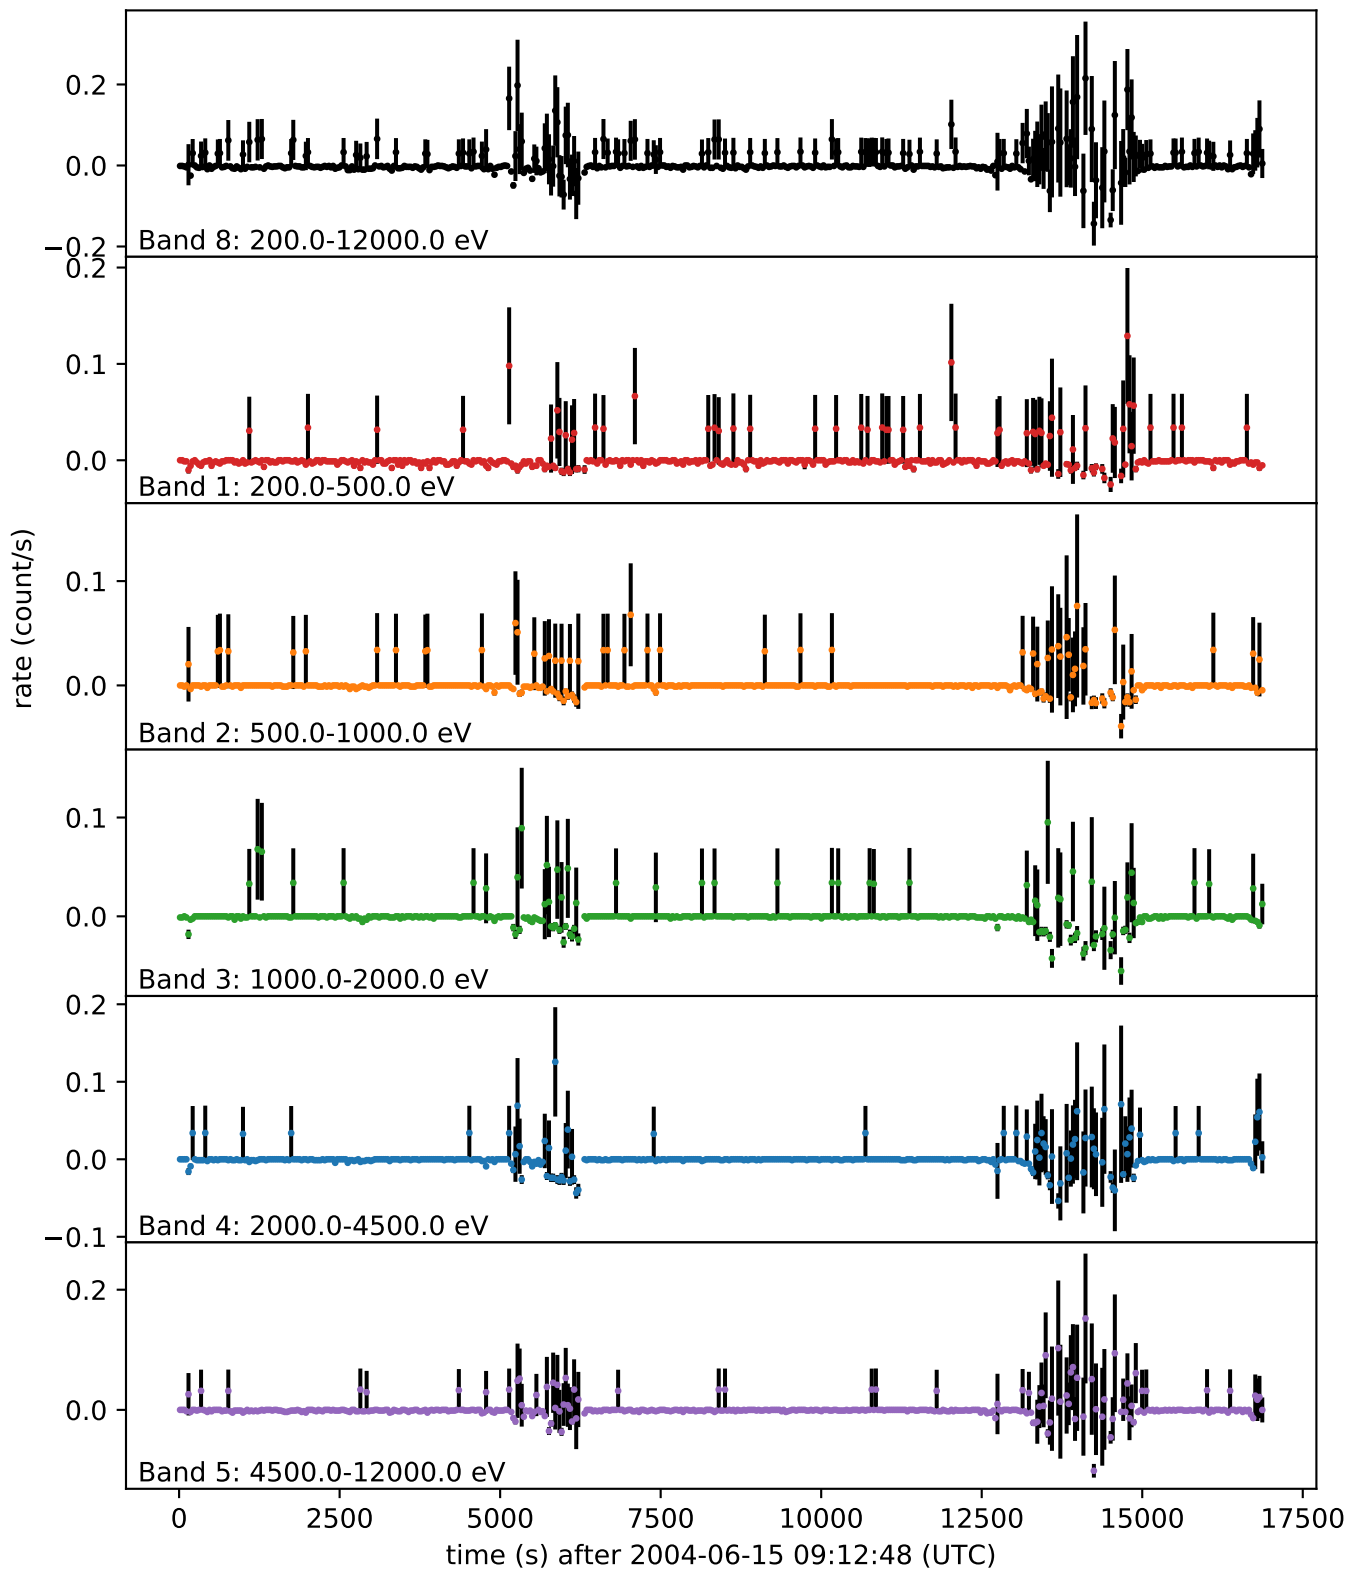 0.2
0.0
−0.2
Band 8: 200.0-12000.0 eV
0.2
0.1
0.0
Band 1: 200.0-500.0 eV
rate (count/s)
0.1
0.0
Band 2: 500.0-1000.0 eV
0.1
0.0
Band 3: 1000.0-2000.0 eV
0.2
0.1
0.0
−0.1
Band 4: 2000.0-4500.0 eV
0.2
0.0
Band 5: 4500.0-12000.0 eV
0 2500 5000 7500 10000 12500 15000 17500
time (s) after 2004-06-15 09:12:48 (UTC)